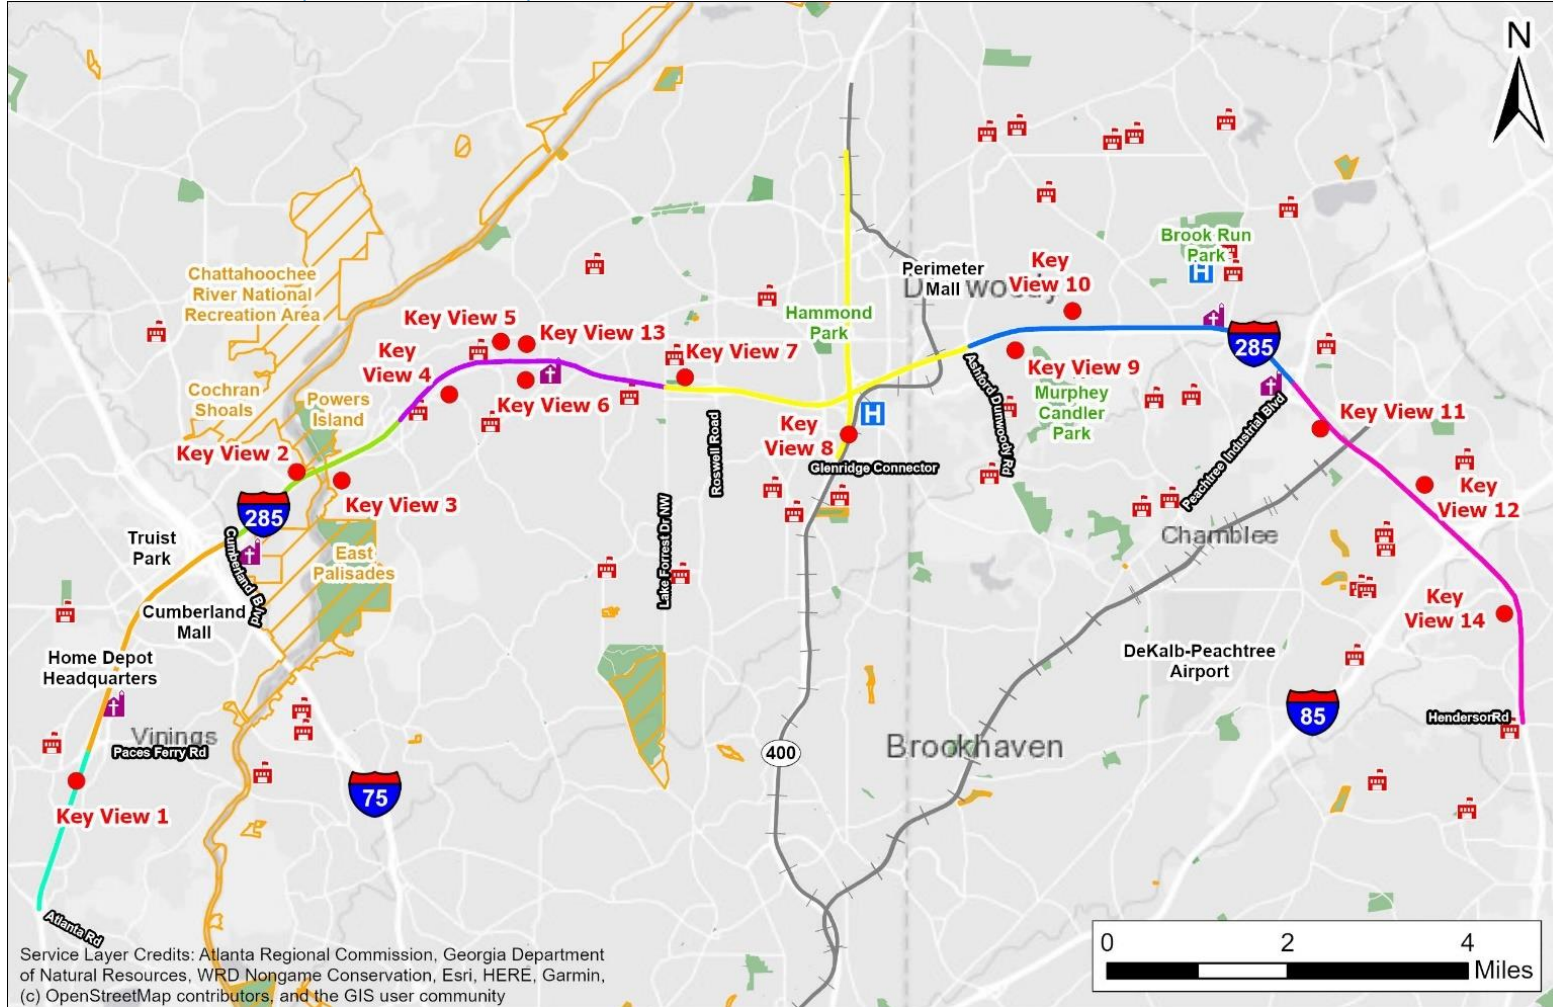 N
Brook Run
Park
Chattahoochee
River National
Recreation Area
Perimeter
Mall
Key
View 10
Hammond
Park
Key View 5
Key View 13
Key
View 4
Key View 7
285
Key View 9
Cochran
Shoals
Powers
Island
Key View 6
Murphey
Candler
Park
Ashford Dunwoody Rd
Peachtree Industrial Blvd
Key View 11
Key
View 8
Roswell Road
Glenridge Connector
Key View 2
Key View 3
Key
View 12
285
Truist
Park
Cumberland Blvd
East
Palisades
Lake Forrest Dr NW
Chamblee
Cumberland
Mall
Key
View 14
Home Depot
Headquarters
DeKalb-Peachtree
Airport
85
Henderson Rd
Vinings
Paces Ferry Rd
Brookhaven
400
75
Key View 1
Atlanta Rd
0 2 4
Miles
Service Layer Credits: Atlanta Regional Commission, Georgia Department
of Natural Resources, WRD Nongame Conservation, Esri, HERE, Garmin,
(c) OpenStreetMap contributors, and the GIS user community